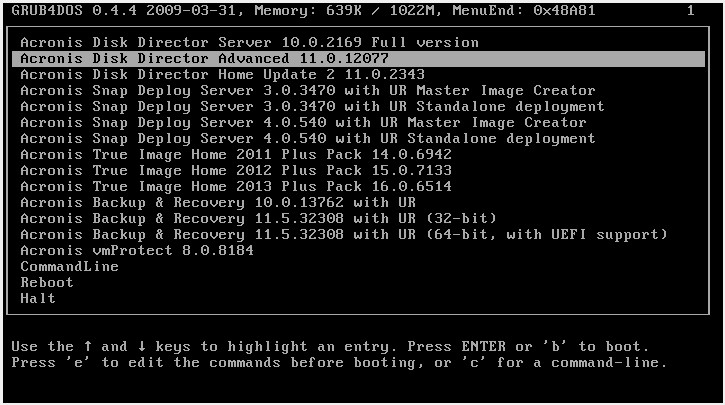 GRUB4DOS 0.4.4 2009-03-31, Memory: 639K / 1022M, MenuEnd: 0x48A81 1
Acronis Disk Director Server 10.0.2169 Full version
Acronis Disk Director Advanced 11.0.12077
Acronis Disk Director Home Update 2 11.0.2343
Acronis Snap Deploy Server 3.0.3470 with UR Master Image Creator
Acronis Snap Deploy Server 3.0.3470 with UR Standalone deployment
Acronis Snap Deploy Server 4.0.540 with UR Master Image Creator
Acronis Snap Deploy Server 4.0.540 with UR Standalone deployment
Acronis True Image Home 2011 Plus Pack 14.0.6942
Acronis True Image Home 2012 Plus Pack 15.0.7133
Acronis True Image Home 2013 Plus Pack 16.0.6514
Acronis Backup & Recovery 10.0.13762 with UR
Acronis Backup & Recovery 11.5.32308 with UR (32-bit)
Acronis Backup & Recovery 11.5.32308 with UR (64-bit, with UEFI support)
Acronis vmProtect 8.0.8184
CommandLine
Reboot
Halt
Use the ↑ and ↓ keys to highlight an entry. Press ENTER or 'b' to boot.
Press 'e' to edit the commands before booting, or 'c' for a command-line.